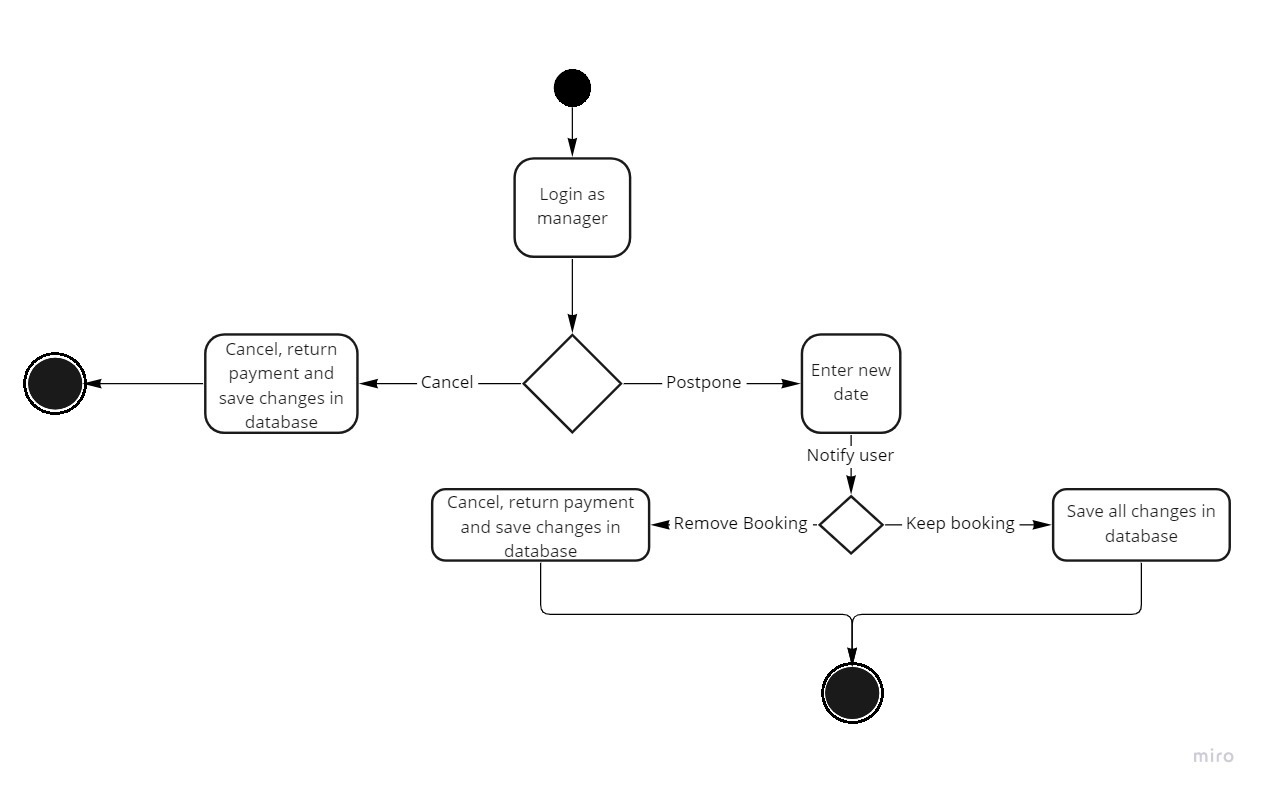 Login as
manager
Cancel, return
payment and
save changes in
database
Cancel
Postpone
Enter new
date
Notify user
Cancel, return payment
and save changes in
database
Remove Booking
Keep booking
Save all changes in
database
miro